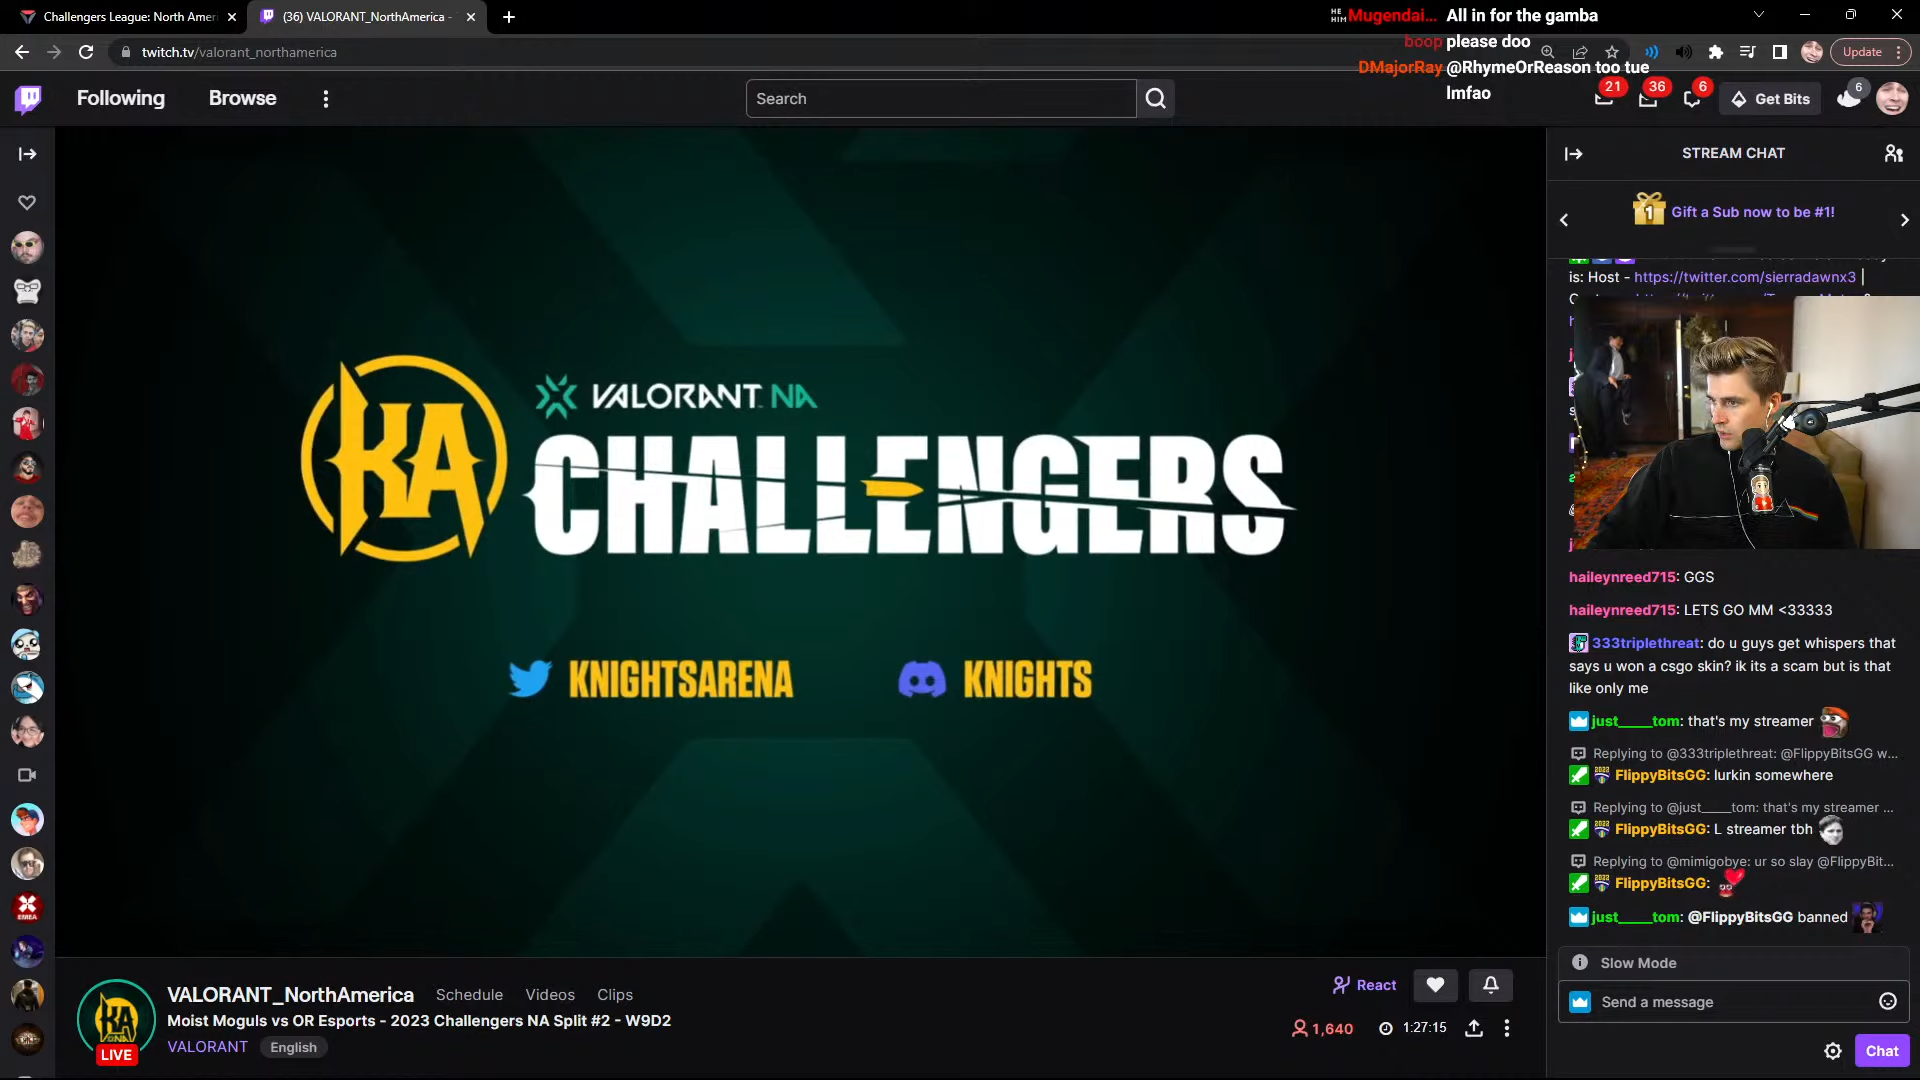 Challengers League: North Ameri
(36) VALORANT_NorthAmerica -
HE HIM Mugendai... All in for the gamba
boop please doo
twitch.tv/valorant_northamerica
Update
DMajorRay @RhymeOrReason too tue
lmfao
Following
Browse
Search
21
36
6
Get Bits
6
STREAM CHAT
1 Gift a Sub now to be #1!
is: Host - https://twitter.com/sierradawnx3 |
KA
VALORANT NA
CHALLENGERS
KNIGHTSARENA
KNIGHTS
haileynreed715: GGS
haileynreed715: LETS GO MM <33333
333triplethreat: do u guys get whispers that
says u won a csgo skin? ik its a scam but is that
like only me
just____tom: that's my streamer
Replying to @333triplethreat: @FlippyBitsGG w...
FlippyBitsGG: lurkin somewhere
Replying to @just____tom: that's my streamer ...
FlippyBitsGG: L streamer tbh
Replying to @mimigobye: ur so slay @FlippyBit...
FlippyBitsGG:
just____tom: @FlippyBitsGG banned
Slow Mode
Send a message
Chat
EMEA
KA
LIVE
VALORANT_NorthAmerica
Schedule
Videos
Clips
React
Moist Moguls vs OR Esports - 2023 Challengers NA Split #2 - W9D2
1,640
1:27:15
VALORANT
English